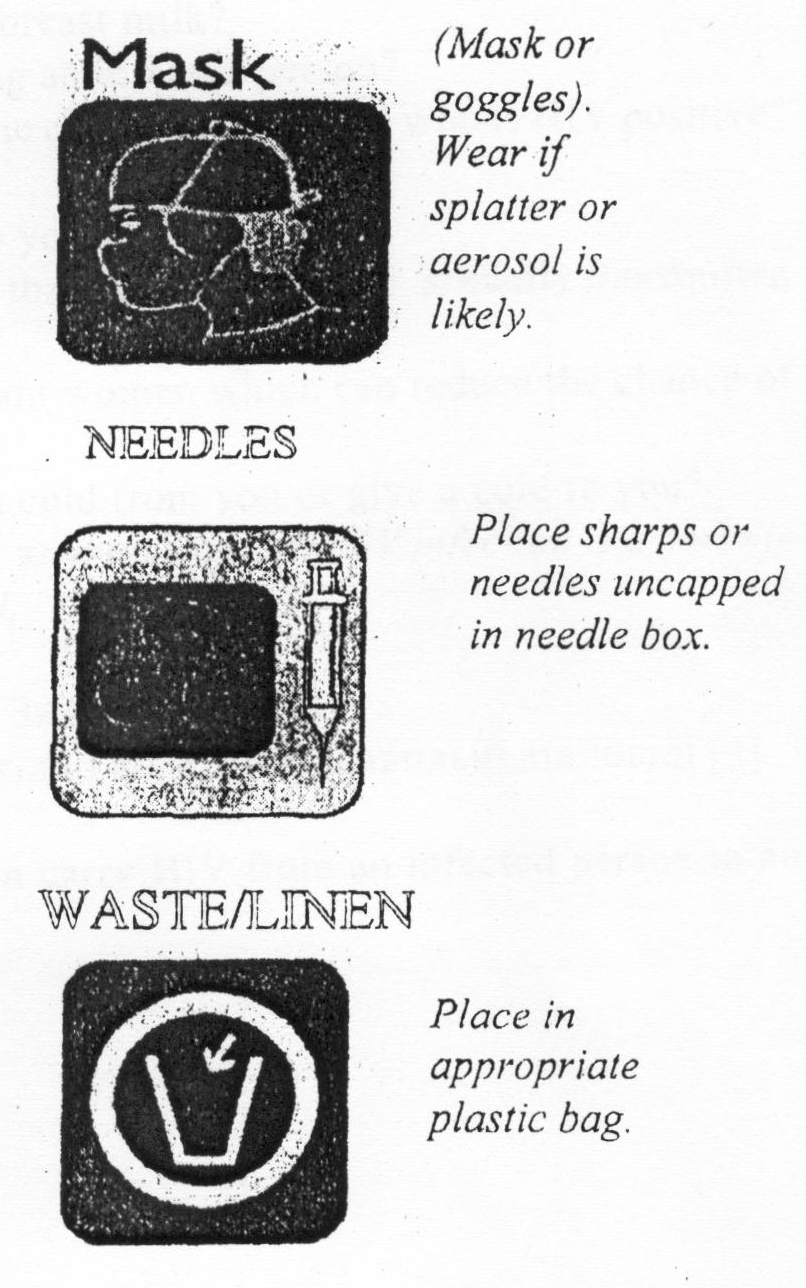 Mask
(Mask or
goggles).
Wear if
splatter or
aerosol is
likely.
NEEDLES
Place sharps or
needles uncapped
in needle box.
WASTE/LINEN
Place in
appropriate
plastic bag.